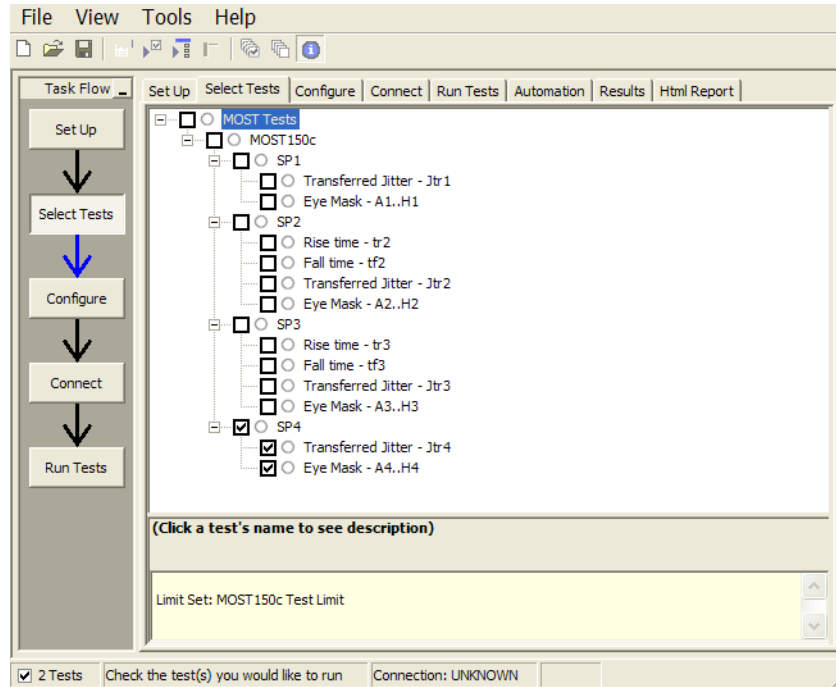 File View Tools Help
Task Flow
Set Up
Select Tests
Configure
Connect
Run Tests
Set Up Select Tests Configure Connect Run Tests Automation Results Html Report
MOST Tests
MOST150c
SP1
Transferred Jitter - Jtr1
Eye Mask - A1..H1
SP2
Rise time - tr2
Fall time - tf2
Transferred Jitter - Jtr2
Eye Mask - A2..H2
SP3
Rise time - tr3
Fall time - tf3
Transferred Jitter - Jtr3
Eye Mask - A3..H3
SP4
Transferred Jitter - Jtr4
Eye Mask - A4..H4
(Click a test's name to see description)
Limit Set: MOST150c Test Limit
2 Tests Check the test(s) you would like to run Connection: UNKNOWN